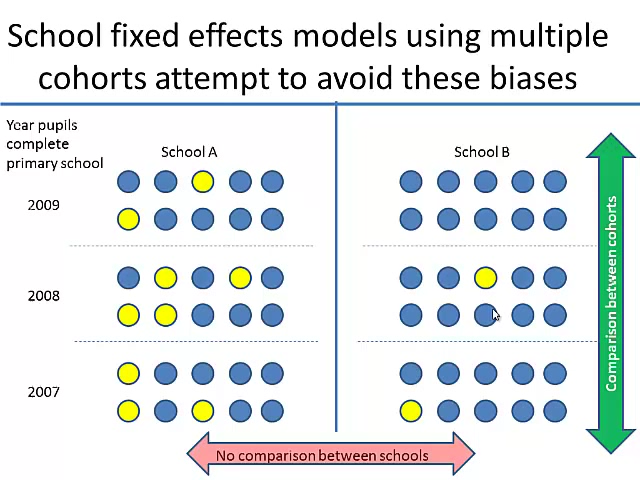 School fixed effects models using multiple
cohorts attempt to avoid these biases
Year pupils
complete
primary school
School A
School B
2009
2008
2007
Comparison between cohorts
No comparison between schools